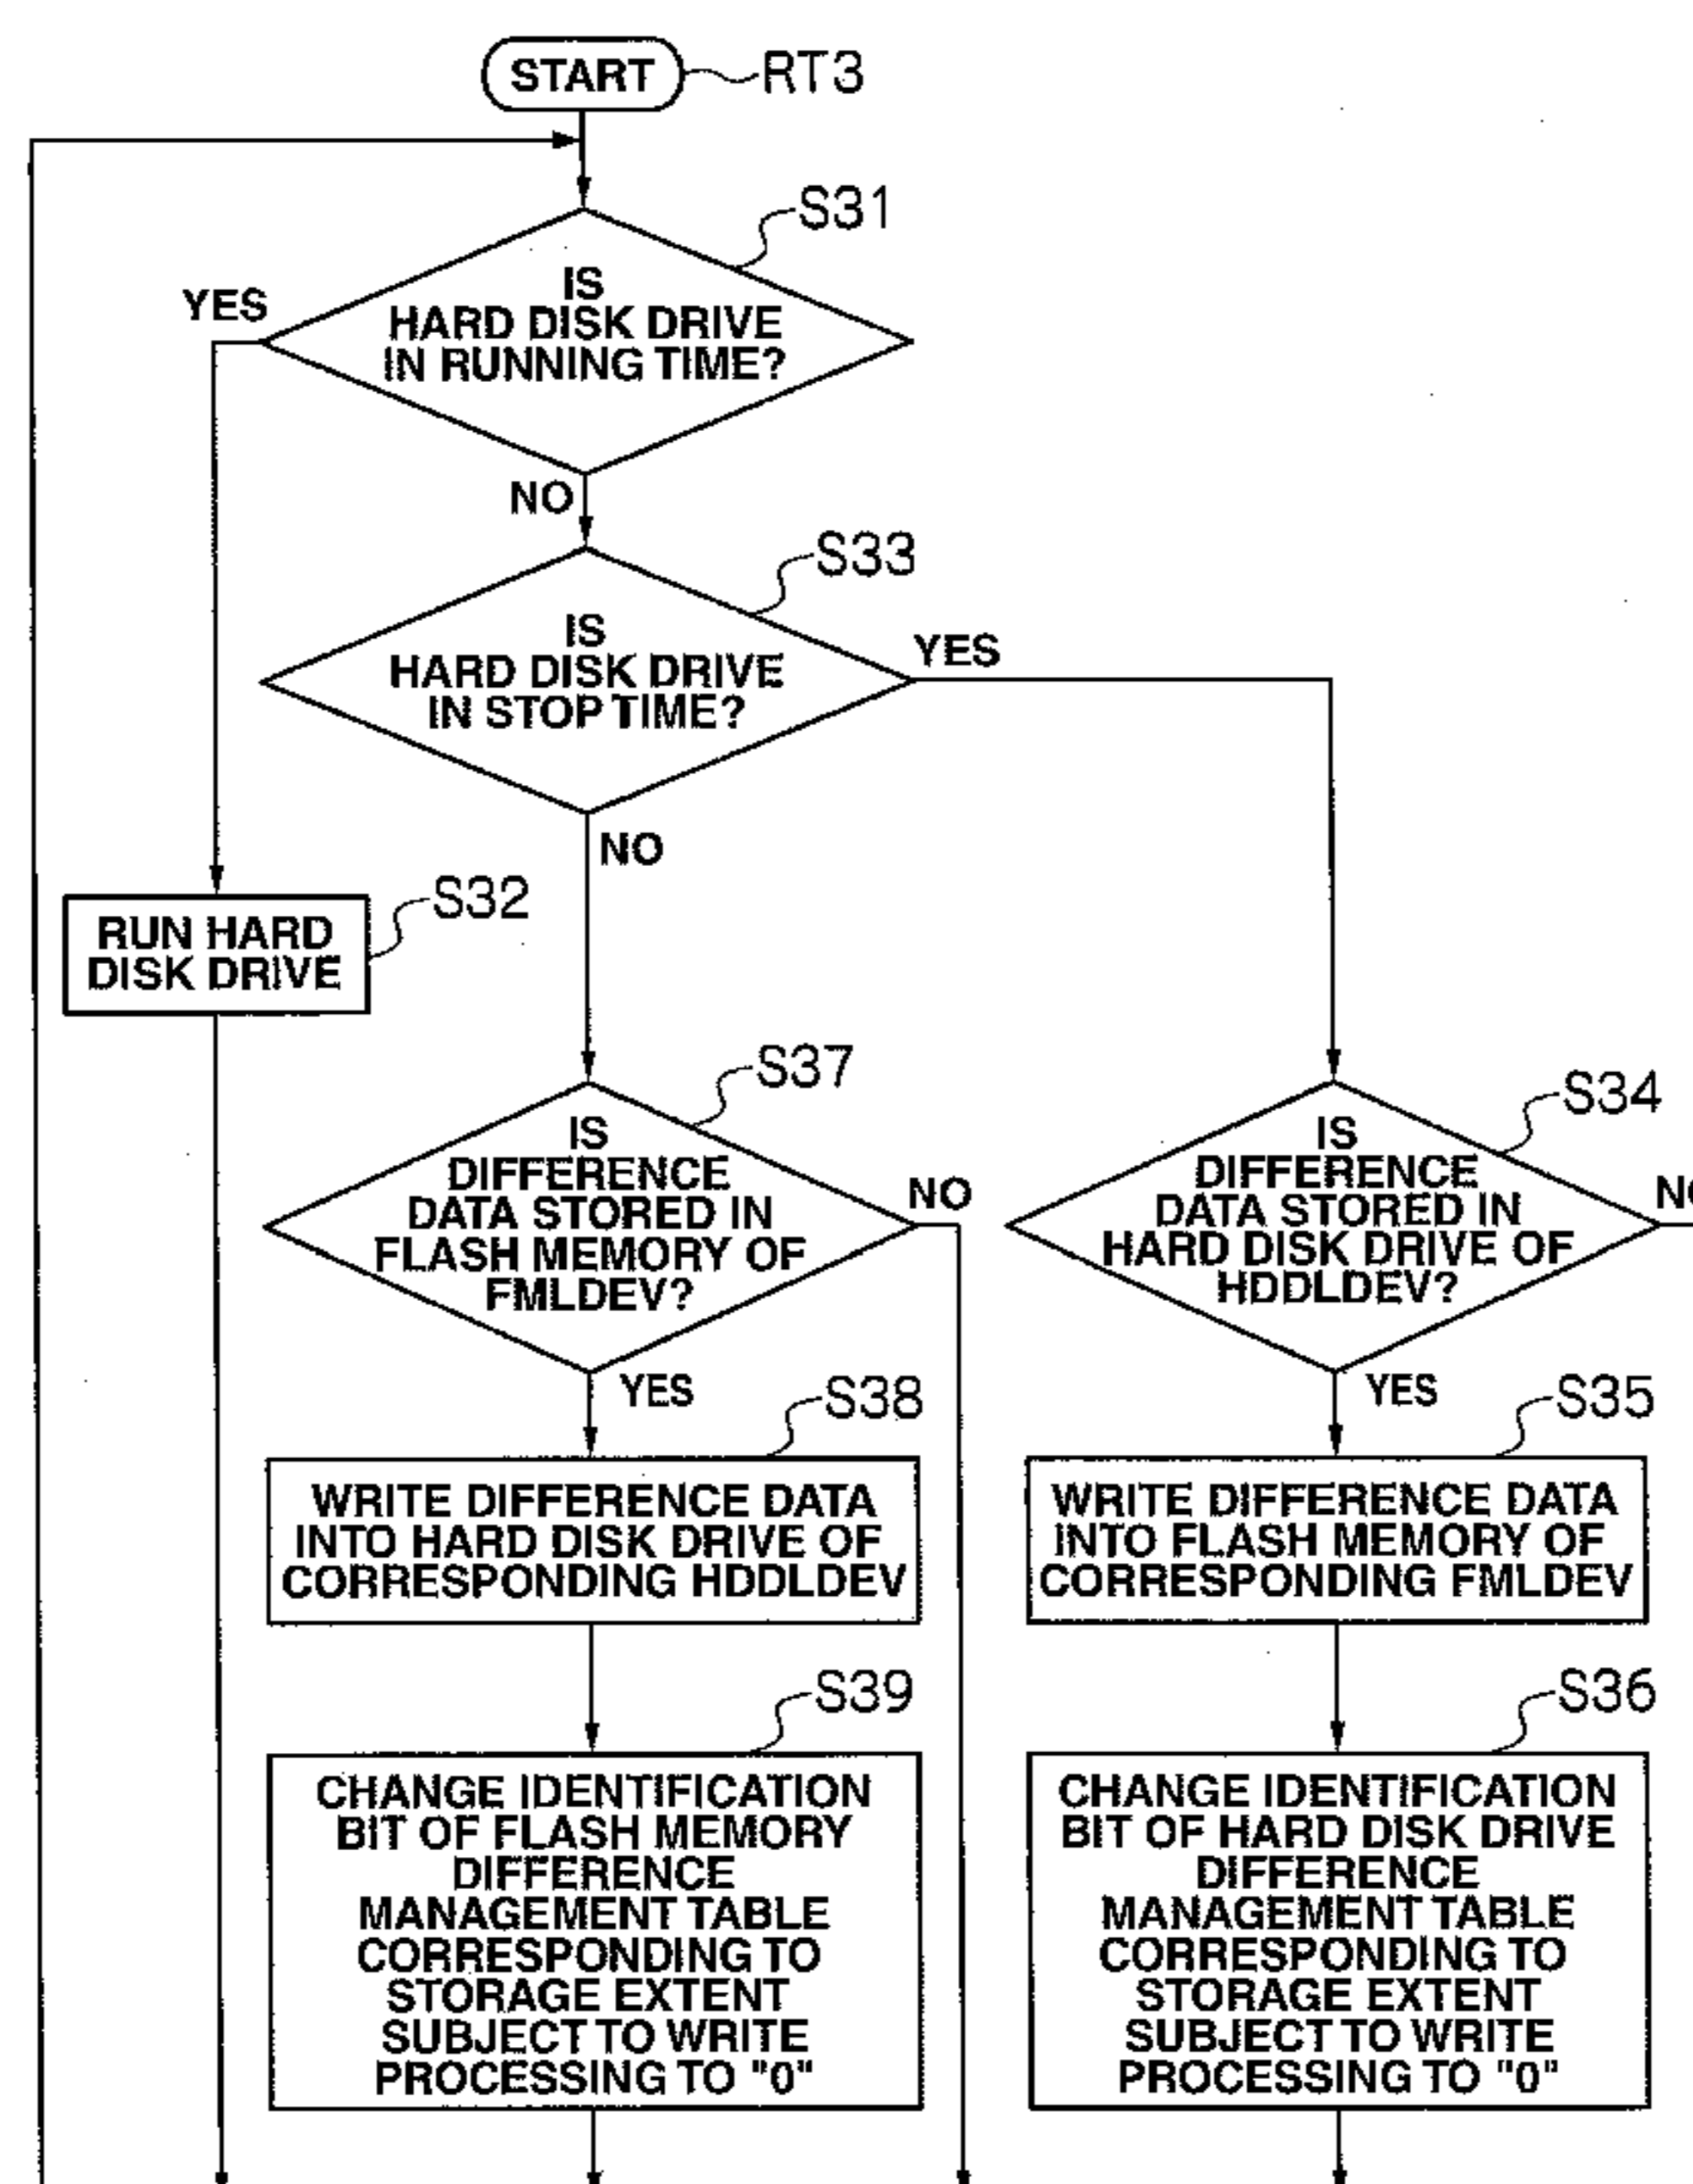 START
RT3
S31
IS
HARD DISK DRIVE
IN RUNNING TIME?
YES
NO
S33
IS
HARD DISK DRIVE
IN STOP TIME?
YES
NO
S32
RUN HARD
DISK DRIVE
S37
IS
DIFFERENCE
DATA STORED IN
FLASH MEMORY OF
FMLDEV?
NO
YES
S34
IS
DIFFERENCE
DATA STORED IN
HARD DISK DRIVE OF
HDDLDEV?
NO
YES
S38
WRITE DIFFERENCE DATA
INTO HARD DISK DRIVE OF
CORRESPONDING HDDLDEV
S35
WRITE DIFFERENCE DATA
INTO FLASH MEMORY OF
CORRESPONDING FMLDEV
S39
CHANGE IDENTIFICATION
BIT OF FLASH MEMORY
DIFFERENCE
MANAGEMENT TABLE
CORRESPONDING TO
STORAGE EXTENT
SUBJECT TO WRITE
PROCESSING TO "0"
S36
CHANGE IDENTIFICATION
BIT OF HARD DISK DRIVE
DIFFERENCE
MANAGEMENT TABLE
CORRESPONDING TO
STORAGE EXTENT
SUBJECT TO WRITE
PROCESSING TO "0"